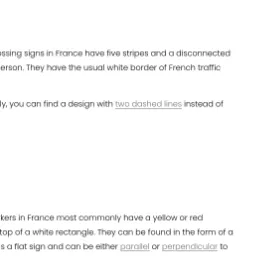 ossing signs in France have five stripes and a disconnected
erson. They have the usual white border of French traffic
ly, you can find a design with two dashed lines instead of
kers in France most commonly have a yellow or red
top of a white rectangle. They can be found in the form of a
s a flat sign and can be either parallel or perpendicular to